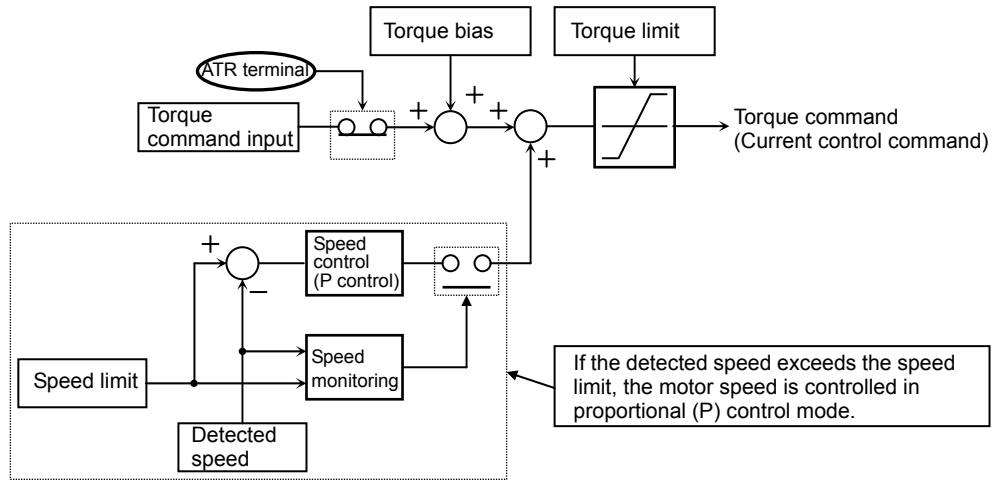 Torque bias
Torque limit
ATR terminal
Torque
command input
+
+
+
+
Torque command
(Current control command)
+
−
Speed
control
(P control)
Speed limit
Speed
monitoring
Detected
speed
If the detected speed exceeds the speed
limit, the motor speed is controlled in
proportional (P) control mode.